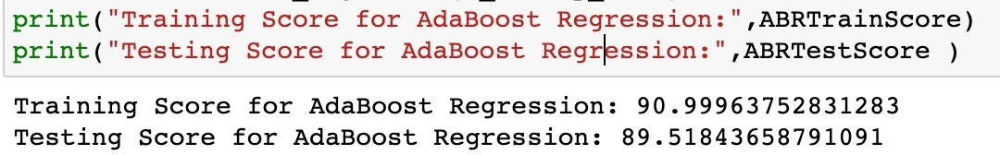 print("Training Score for AdaBoost Regression:",ABRTrainScore)
print("Testing Score for AdaBoost Regression:",ABRTestScore )
Training Score for AdaBoost Regression: 90.99963752831283
Testing Score for AdaBoost Regression: 89.51843658791091